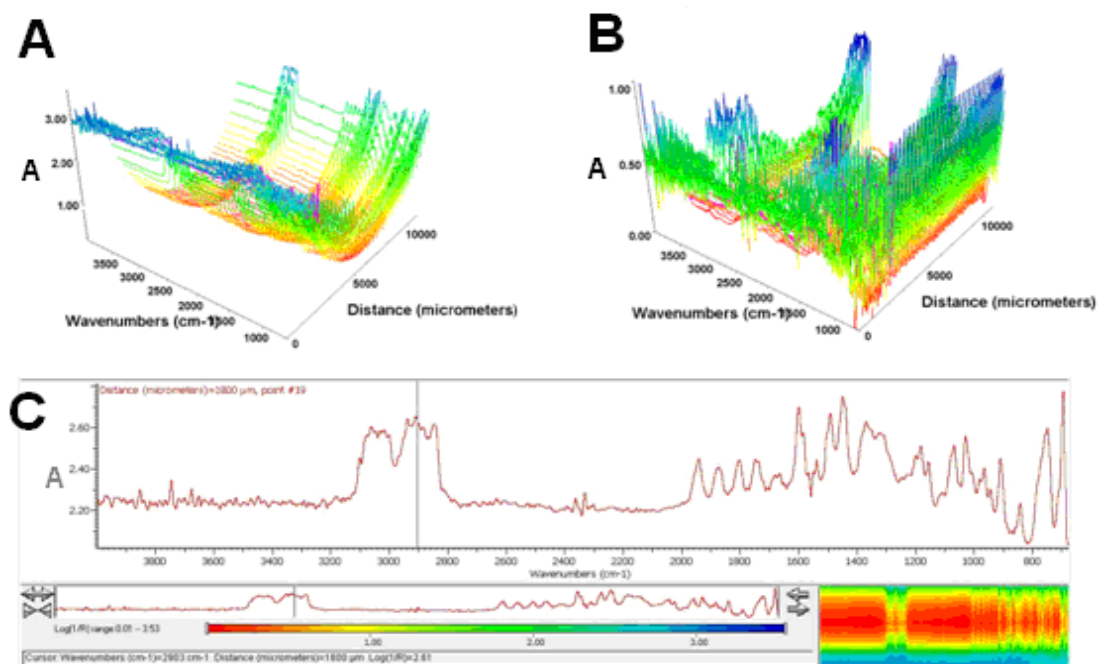 A
B
3.00
2.00
1.00
A
3500
3000
2500
2000
1000
Wavenumbers (cm-1)
0
5000
10000
Distance (micrometers)
1.00
0.50
0.00
A
3500
3000
2500
2000
1000
Wavenumbers (cm-1)
0
5000
10000
Distance (micrometers)
C
Distance (micrometers)=1800 µm, point #19
2.60
2.40
2.20
A
3800 3600 3400 3200 3000 2800 2600 2400 2200 2000 1800 1600 1400 1200 1000 800
Wavenumbers (cm-1)
Log(1/R) range:0.01 - 3.53
1.00 2.00 3.00
Cursor: Wavenumbers (cm-1)=2903 cm-1 Distance (micrometers)=1800 µm Log(1/R)=2.61